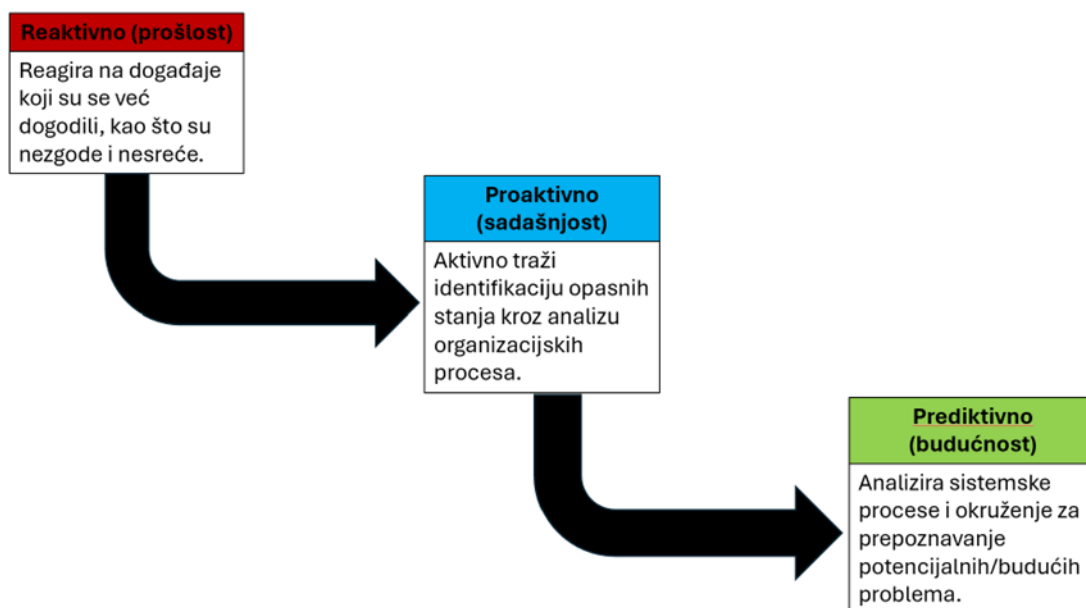 Reaktivno (prošlost)
Reagira na događaje
koji su se već
dogodili, kao što su
nezgode i nesreće.
Proaktivno
(sadašnjost)
Aktivno traži
identifikaciju opasnih
stanja kroz analizu
organizacijskih
procesa.
Prediktivno
(budućnost)
Analizira sistemske
procese i okruženje za
prepoznavanje
potencijalnih/budućih
problema.